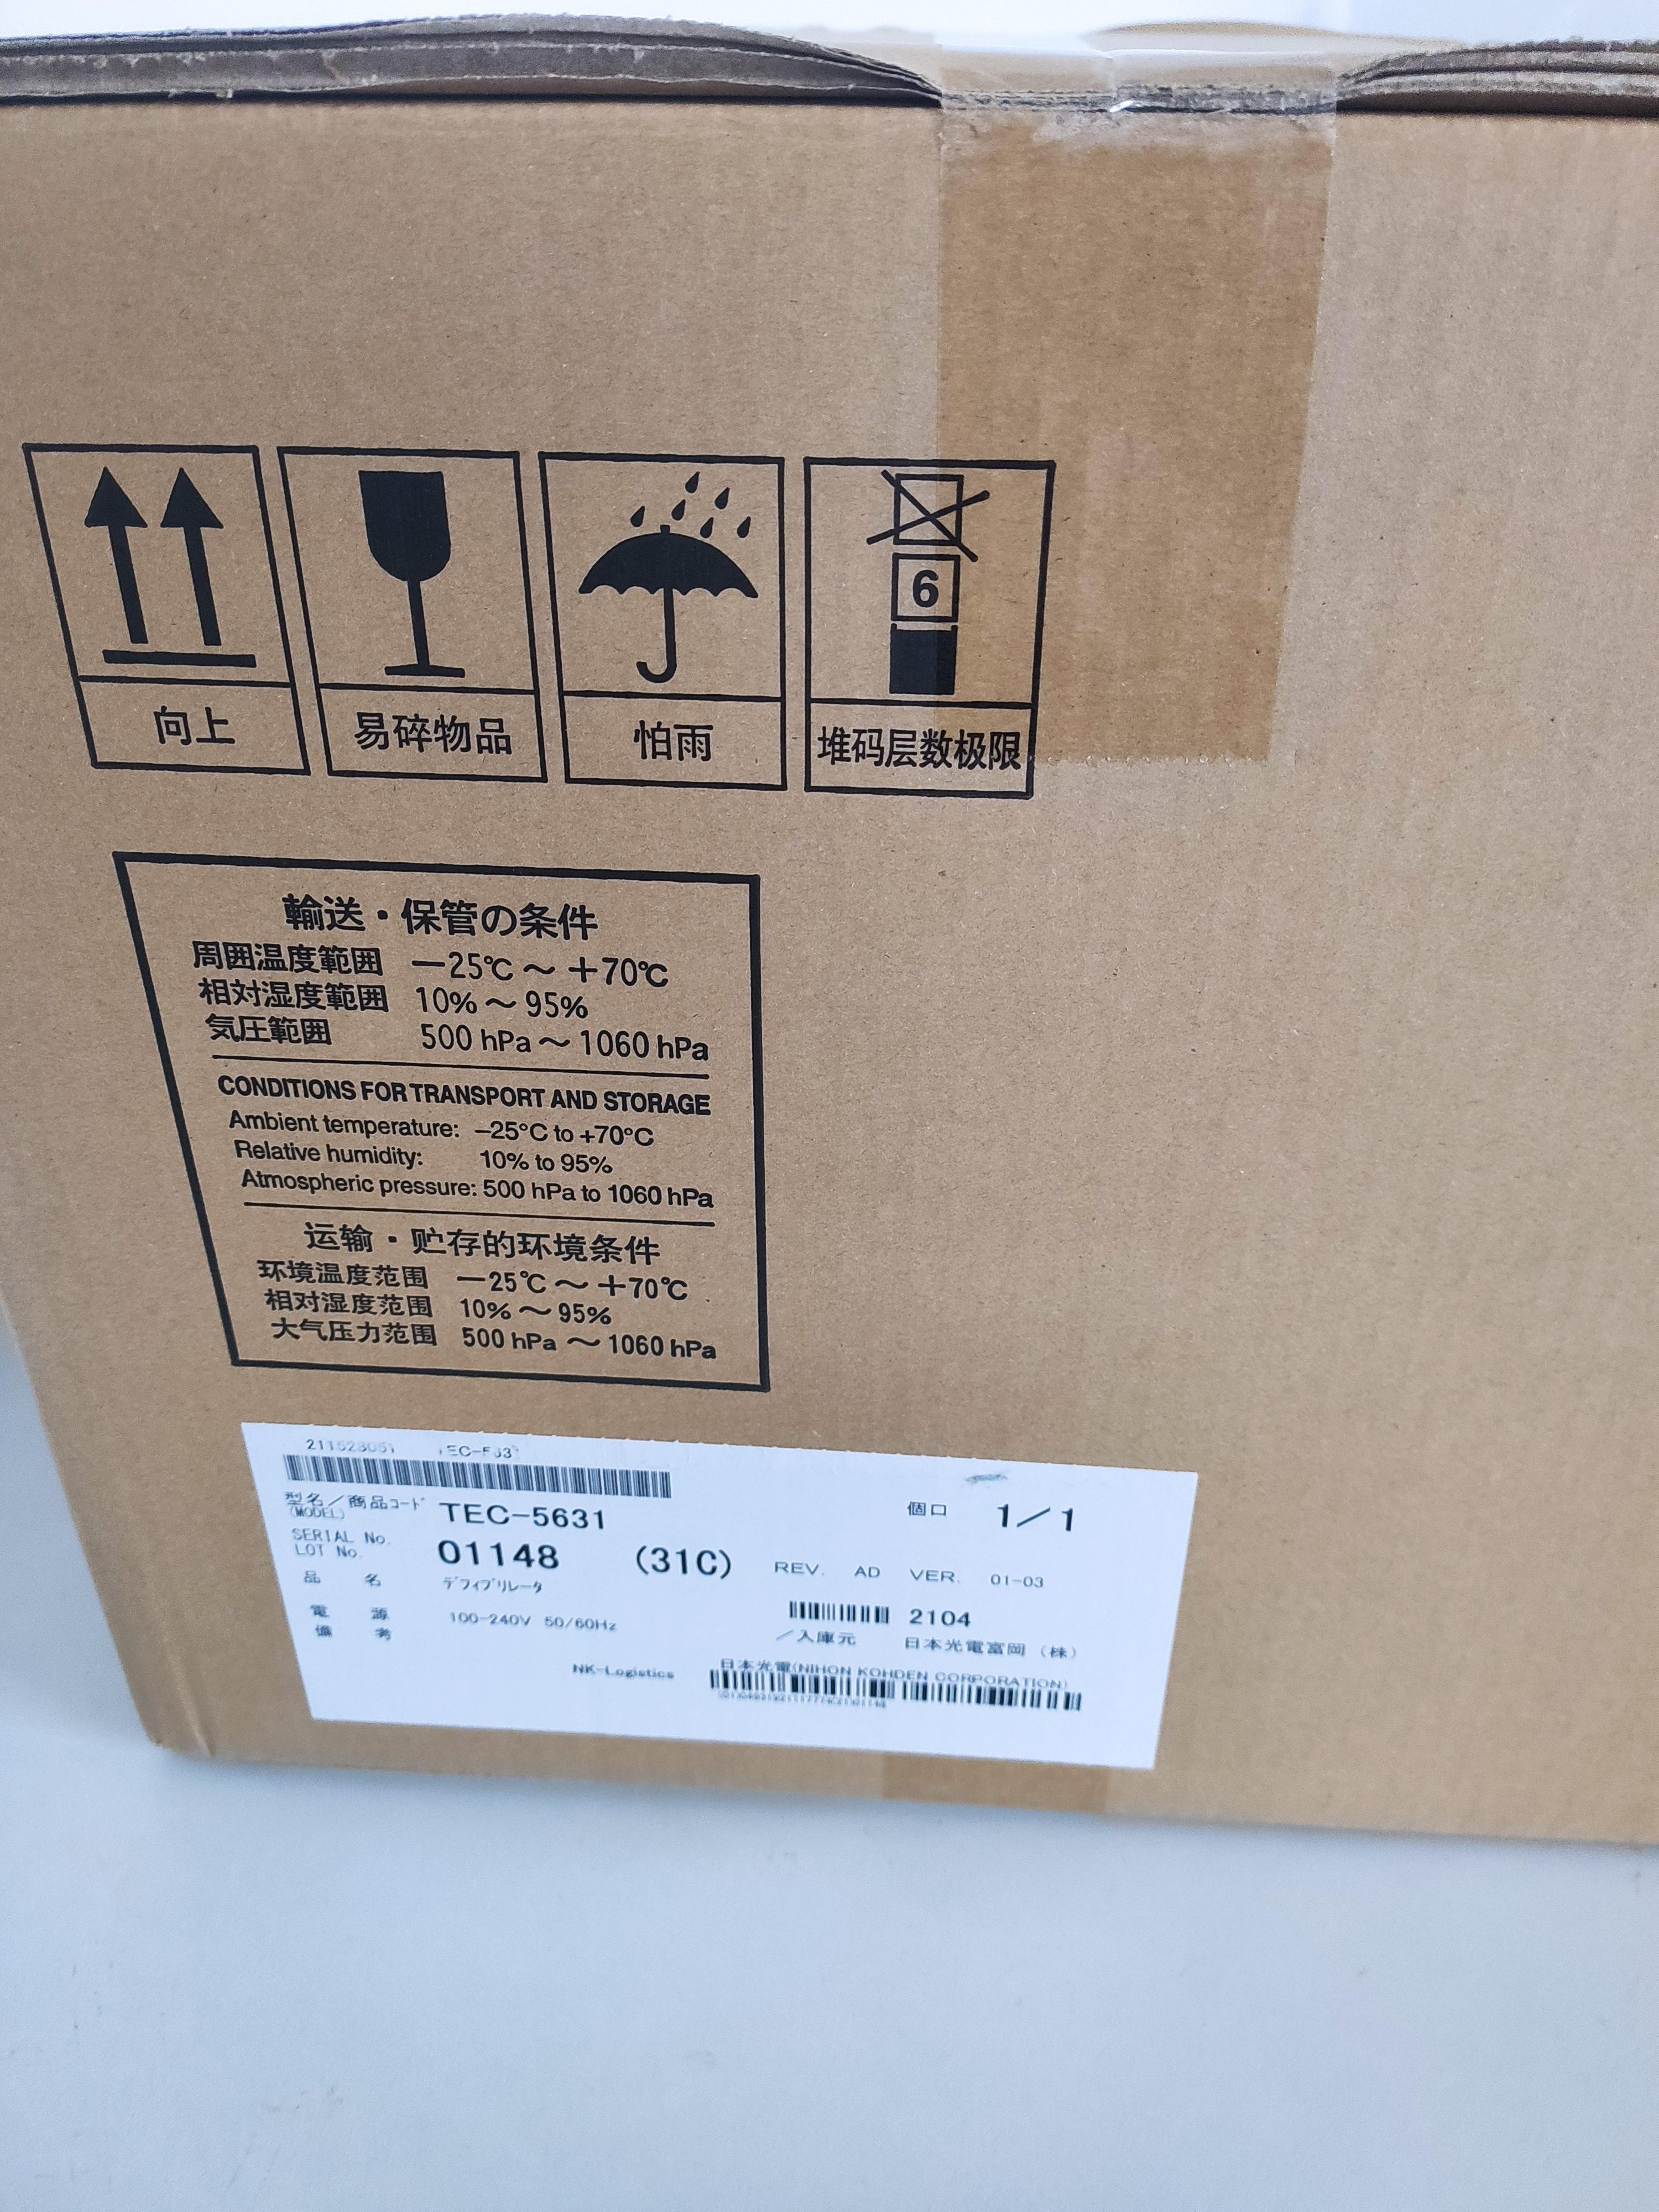 6
向上
易碎物品
怕雨
堆码层数极限
輸送・保管の条件
周囲温度範囲 －25℃ ～ ＋70℃
相対湿度範囲 10% ～ 95%
気圧範囲 500 hPa ～ 1060 hPa
CONDITIONS FOR TRANSPORT AND STORAGE
Ambient temperature: –25°C to +70°C
Relative humidity: 10% to 95%
Atmospheric pressure: 500 hPa to 1060 hPa
运输・贮存的环境条件
环境温度范围 －25℃ ～ ＋70℃
相对湿度范围 10% ～ 95%
大气压力范围 500 hPa ～ 1060 hPa
型名／商品ｺｰﾄﾞ TEC-5631 個口 1／1
(MODEL)
SERIAL No.
LOT No. 01148 (31C) REV. AD VER. 01-03
品 名 ﾃﾞﾌｨﾌﾞﾘﾚｰﾀ
電 源 100-240V 50/60Hz 2104
備 考 ／入庫元 日本光電富岡（株）
NK-Logistics 日本光電(NIHON KOHDEN CORPORATION)